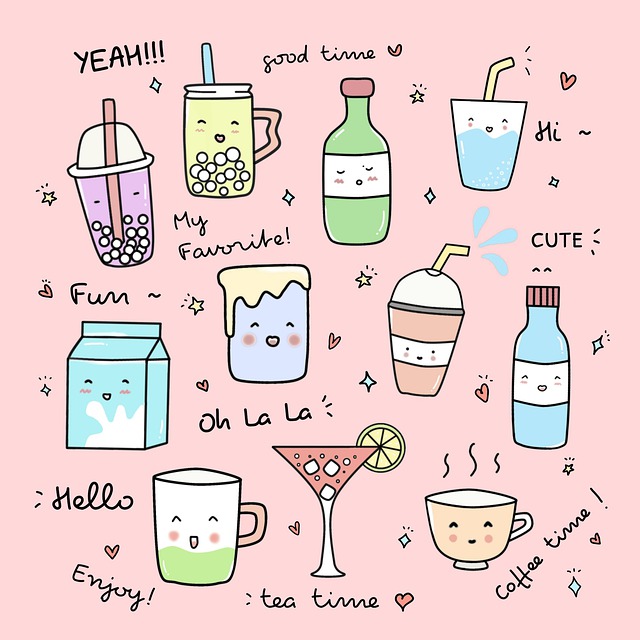 YEAH!!!
good time
Hi ~
My
Favorite!
CUTE
Fun ~
Oh La La
Hello
Enjoy!
tea time
Coffee time!